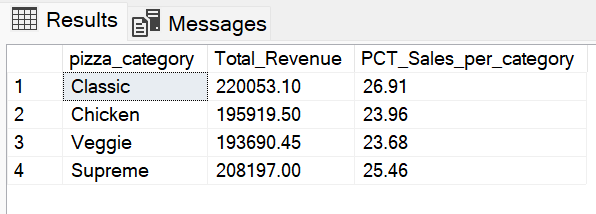 Results Messages
pizza_category Total_Revenue PCT_Sales_per_category
1 Classic 220053.10 26.91
2 Chicken 195919.50 23.96
3 Veggie 193690.45 23.68
4 Supreme 208197.00 25.46